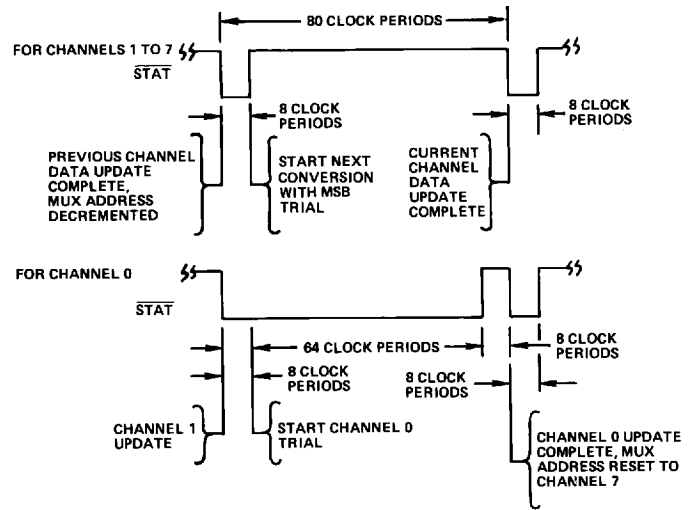 80 CLOCK PERIODS
FOR CHANNELS 1 TO 7
STAT
8 CLOCK
PERIODS
8 CLOCK
PERIODS
PREVIOUS CHANNEL
DATA UPDATE
COMPLETE,
MUX ADDRESS
DECREMENTED
START NEXT
CONVERSION
WITH MSB
TRIAL
CURRENT
CHANNEL
DATA
UPDATE
COMPLETE
FOR CHANNEL 0
STAT
64 CLOCK PERIODS
8 CLOCK
PERIODS
8 CLOCK
PERIODS
8 CLOCK
PERIODS
CHANNEL 1
UPDATE
START CHANNEL 0
TRIAL
CHANNEL 0 UPDATE
COMPLETE, MUX
ADDRESS RESET TO
CHANNEL 7